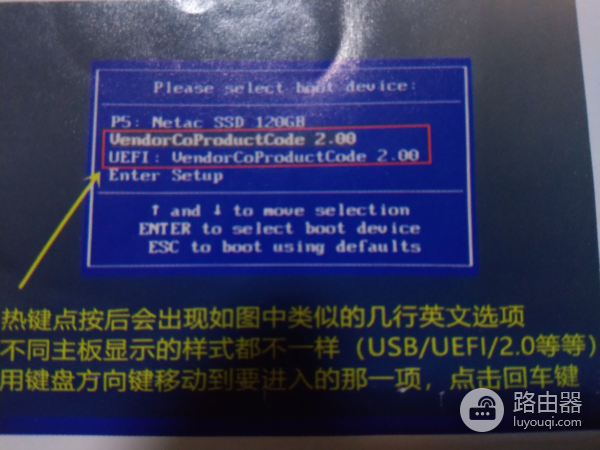 Please select boot device:
P5: Netac SSD 120GB
VendorCoProductCode 2.00
UEFI: VendorCoProductCode 2.00
Enter Setup
↑ and ↓ to move selection
ENTER to select boot device
ESC to boot using defaults
热键点按后会出现如图中类似的几行英文选项
不同主板显示的样式都不一样（USB/UEFI/2.0等等）
用键盘方向键移动到要进入的那一项，点击回车键
路由器
luyouqi.com